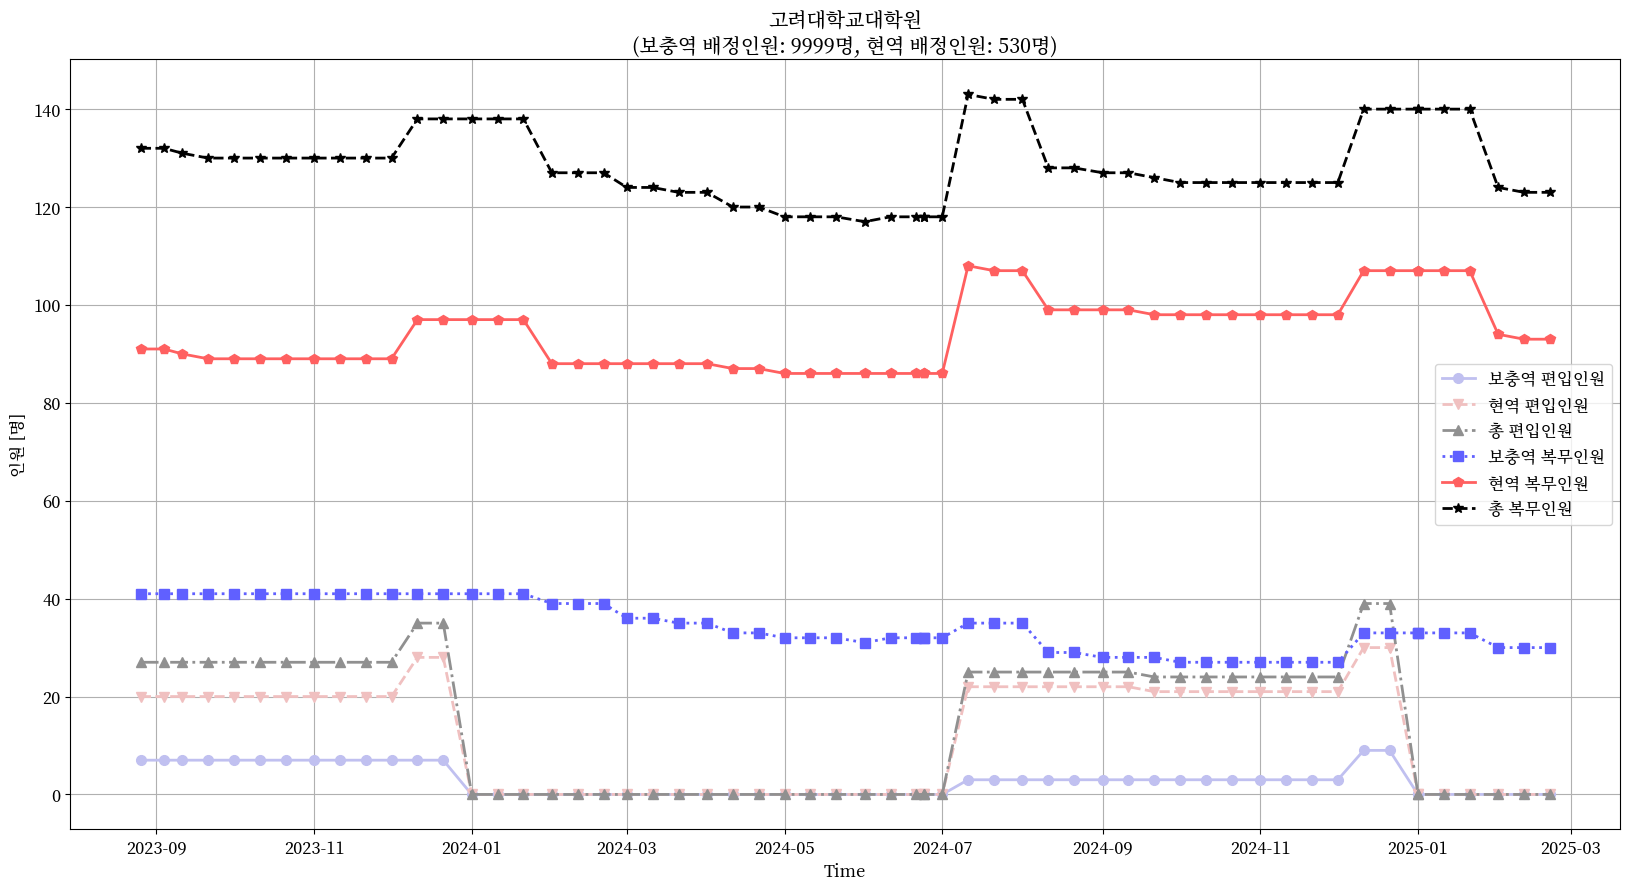 고려대학교대학원
(보충역 배정인원: 9999명, 현역 배정인원: 530명)
인원 [명]
140
120
100
80
60
40
20
0
보충역 편입인원
현역 편입인원
총 편입인원
보충역 복무인원
현역 복무인원
총 복무인원
2023-09 2023-11 2024-01 2024-03 2024-05 2024-07 2024-09 2024-11 2025-01 2025-03
Time